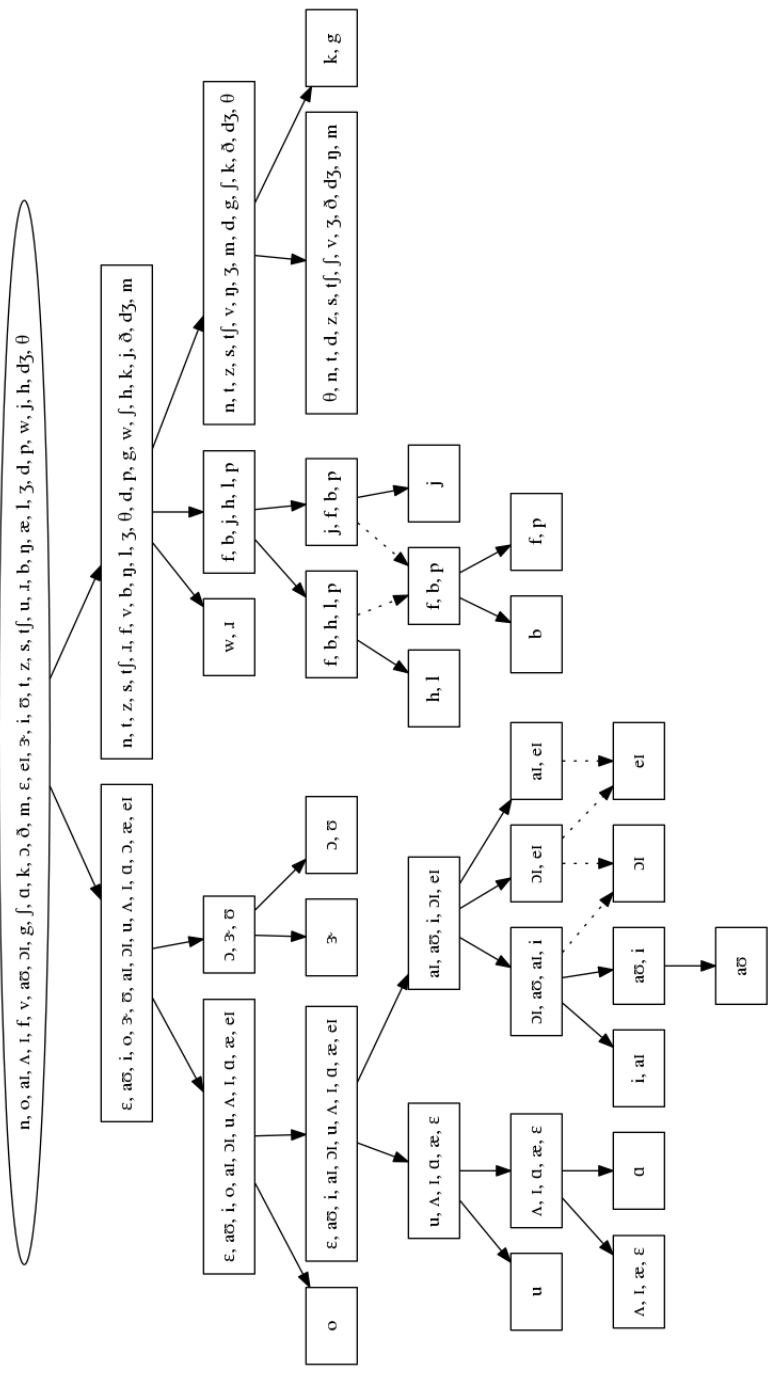 n, o, aɪ, ʌ, ɪ, f, v, aʊ, ɔɪ, g, ʃ, ɑ, k, ɔ, ð, m, ɛ, eɪ, ɝ, i, ʊ, t, z, s, tʃ, u, ɹ, b, ŋ, æ, l, ʒ, d, p, w, j, h, dʒ, θ
ɛ, aʊ, i, o, ɝ, ʊ, aɪ, ɔɪ, u, ʌ, ɪ, ɑ, ɔ, æ, eɪ
n, t, z, s, tʃ, ɹ, f, v, b, ŋ, l, ʒ, θ, d, p, g, w, ʃ, h, k, j, ð, dʒ, m
ɛ, aʊ, i, o, aɪ, ɔɪ, u, ʌ, ɪ, ɑ, æ, eɪ
ɔ, ɝ, ʊ
w, ɹ
f, b, j, h, l, p
n, t, z, s, tʃ, v, ŋ, ʒ, m, d, g, ʃ, k, ð, dʒ, θ
o
ɛ, aʊ, i, aɪ, ɔɪ, u, ʌ, ɪ, ɑ, æ, eɪ
ɝ
ɔ, ʊ
f, b, h, l, p
j, f, b, p
θ, n, t, d, z, s, tʃ, ʃ, v, ʒ, ð, dʒ, ŋ, m
k, g
u, ʌ, ɪ, ɑ, æ, ɛ
aɪ, aʊ, i, ɔɪ, eɪ
h, l
f, b, p
j
u
ʌ, ɪ, ɑ, æ, ɛ
ɔɪ, aʊ, aɪ, i
ɔɪ, eɪ
aɪ, eɪ
b
f, p
ʌ, ɪ, æ, ɛ
ɑ
i, aɪ
aʊ, i
ɔɪ
eɪ
aʊ